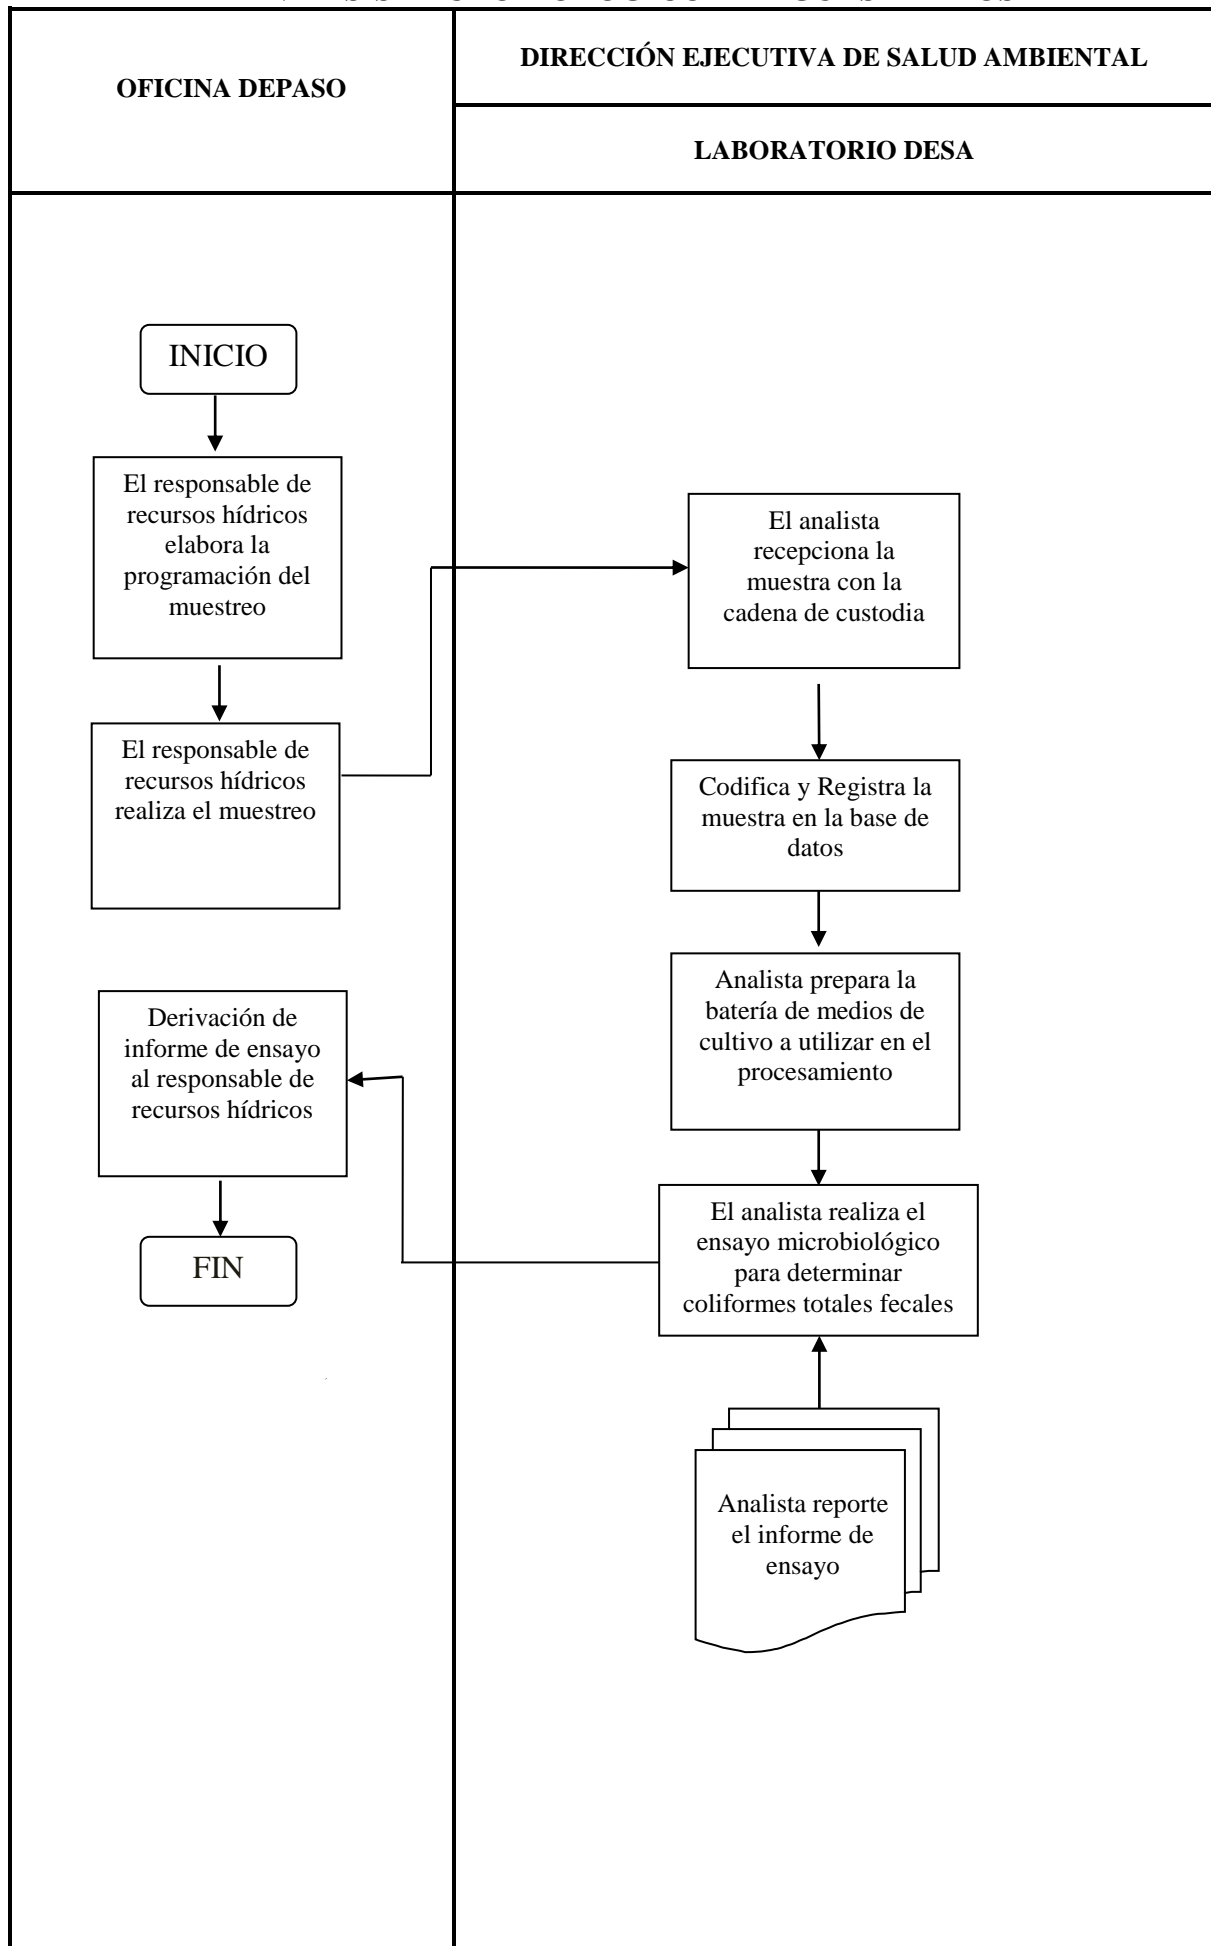 OFICINA DEPASO
DIRECCIÓN EJECUTIVA DE SALUD AMBIENTAL
LABORATORIO DESA
INICIO
El responsable de
recursos hídricos
elabora la
programación del
muestreo
El responsable de
recursos hídricos
realiza el muestreo
El analista
recepciona la
muestra con la
cadena de custodia
Codifica y Registra la
muestra en la base de
datos
Analista prepara la
batería de medios de
cultivo a utilizar en el
procesamiento
El analista realiza el
ensayo microbiológico
para determinar
coliformes totales fecales
Analista reporte
el informe de
ensayo
Derivación de
informe de ensayo
al responsable de
recursos hídricos
FIN